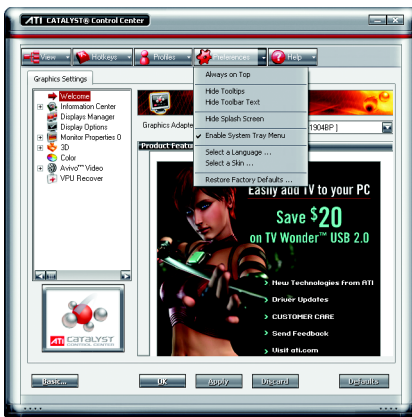 ATI CATALYST® Control Center
View Hotkeys Profiles Preferences Help
Graphics Settings
Always on Top
Hide Tooltips
Hide Toolbar Text
Hide Splash Screen
Enable System Tray Menu
Select a Language ...
Select a Skin ...
Restore Factory Defaults ...
Welcome
Information Center
Displays Manager
Display Options
Monitor Properties 0
3D
Color
Avivo™ Video
VPU Recover
Graphics Adapte
1904BP ]
Product Featu
Easily add TV to your PC
Save $20
on TV Wonder™ USB 2.0
New Technologies from ATI
Driver Updates
CUSTOMER CARE
Send Feedback
Visit ati.com
ATI CATALYST
CONTROL CENTER
Basic... OK Apply Discard Defaults